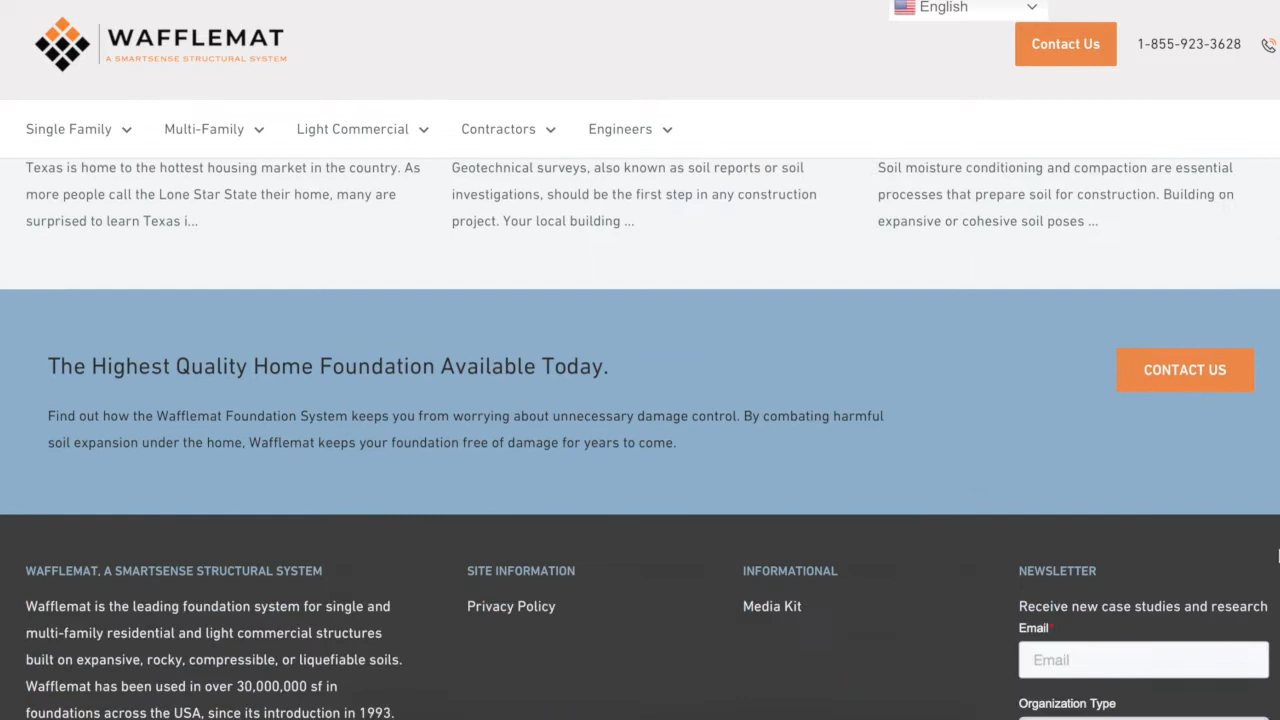 English
WAFFLEMAT
A SMARTSENSE STRUCTURAL SYSTEM
Contact Us
1-855-923-3628
Single Family
Multi-Family
Light Commercial
Contractors
Engineers
Texas is home to the hottest housing market in the country. As
more people call the Lone Star State their home, many are
surprised to learn Texas i...
Geotechnical surveys, also known as soil reports or soil
investigations, should be the first step in any construction
project. Your local building ...
Soil moisture conditioning and compaction are essential
processes that prepare soil for construction. Building on
expansive or cohesive soil poses ...
The Highest Quality Home Foundation Available Today.
CONTACT US
Find out how the Wafflemat Foundation System keeps you from worrying about unnecessary damage control. By combating harmful
soil expansion under the home, Wafflemat keeps your foundation free of damage for years to come.
WAFFLEMAT, A SMARTSENSE STRUCTURAL SYSTEM
Wafflemat is the leading foundation system for single and
multi-family residential and light commercial structures
built on expansive, rocky, compressible, or liquefiable soils.
Wafflemat has been used in over 30,000,000 sf in
foundations across the USA, since its introduction in 1993.
SITE INFORMATION
Privacy Policy
INFORMATIONAL
Media Kit
NEWSLETTER
Receive new case studies and research
Email*
Email
Organization Type